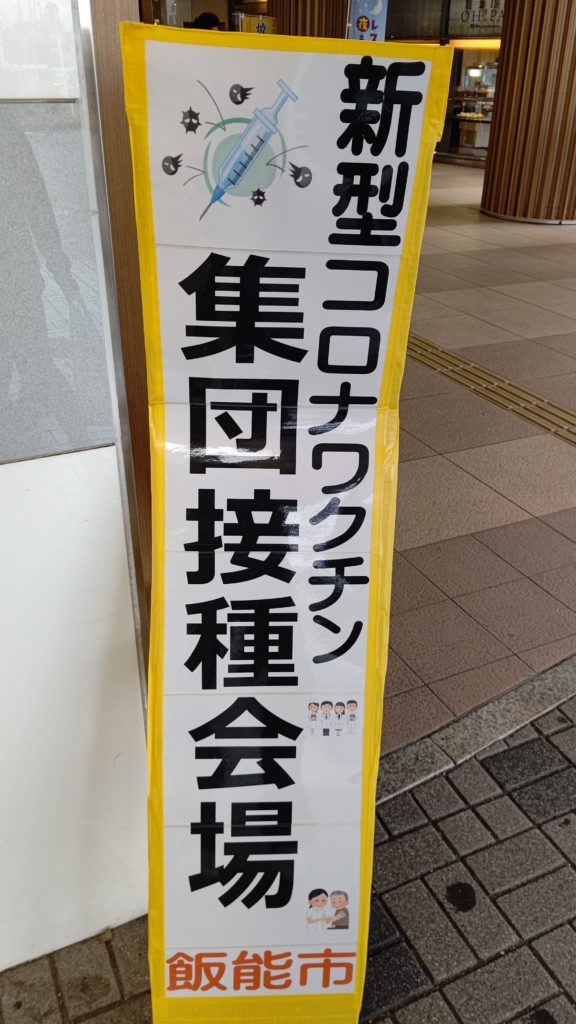 新型コロナワクチン
集団接種会場
飯能市